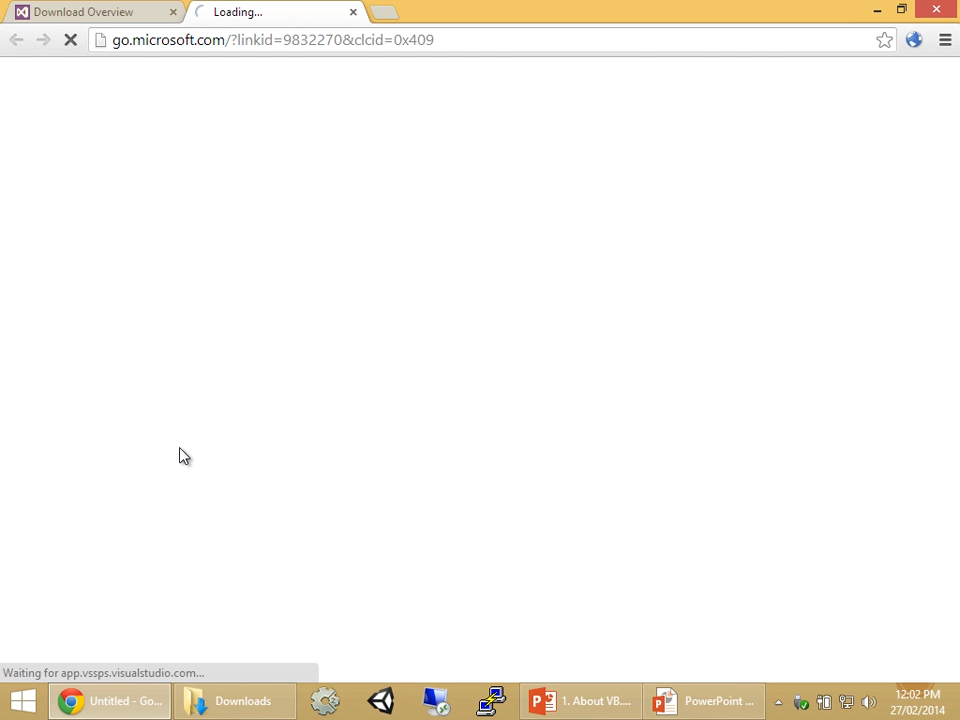 Download Overview
Loading...
go.microsoft.com/?linkid=9832270&clcid=0x409
Waiting for app.vssps.visualstudio.com...
Untitled - Go...
Downloads
1. About VB....
PowerPoint ...
12:02 PM
27/02/2014